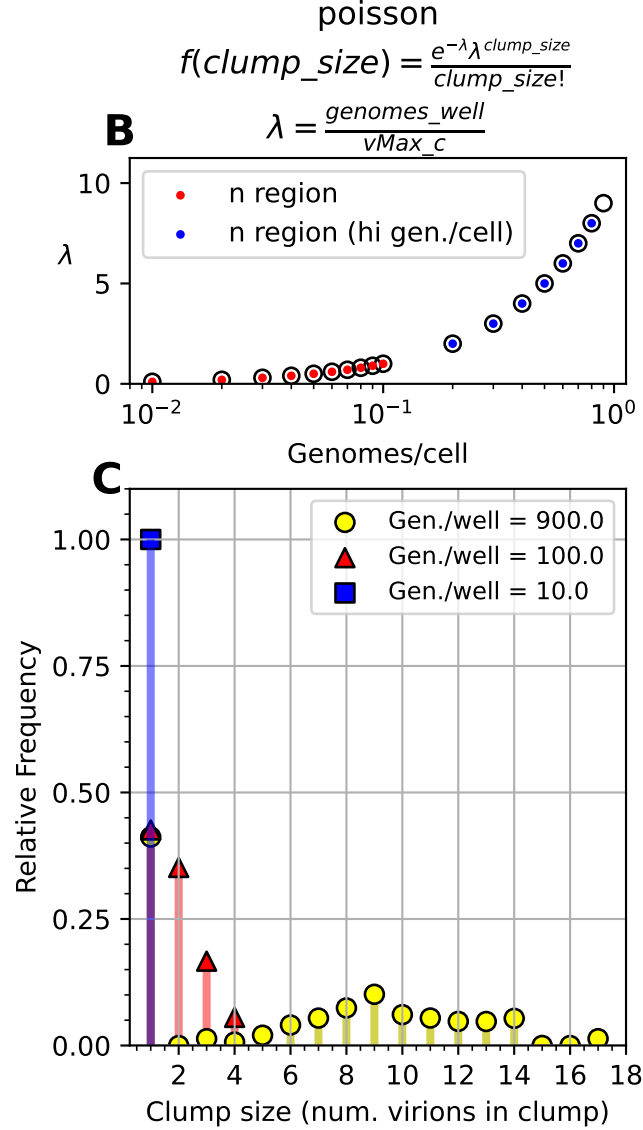 poisson
f(clump_size) = e^{-λ}λ^{clump_size} / clump_size!
B
λ = genomes_well / vMax_c
n region
n region (hi gen./cell)
10
5
0
λ
10^{-2} 10^{-1} 10^{0}
Genomes/cell
C
Gen./well = 900.0
Gen./well = 100.0
Gen./well = 10.0
1.00
0.75
0.50
0.25
0.00
Relative Frequency
2 4 6 8 10 12 14 16 18
Clump size (num. virions in clump)